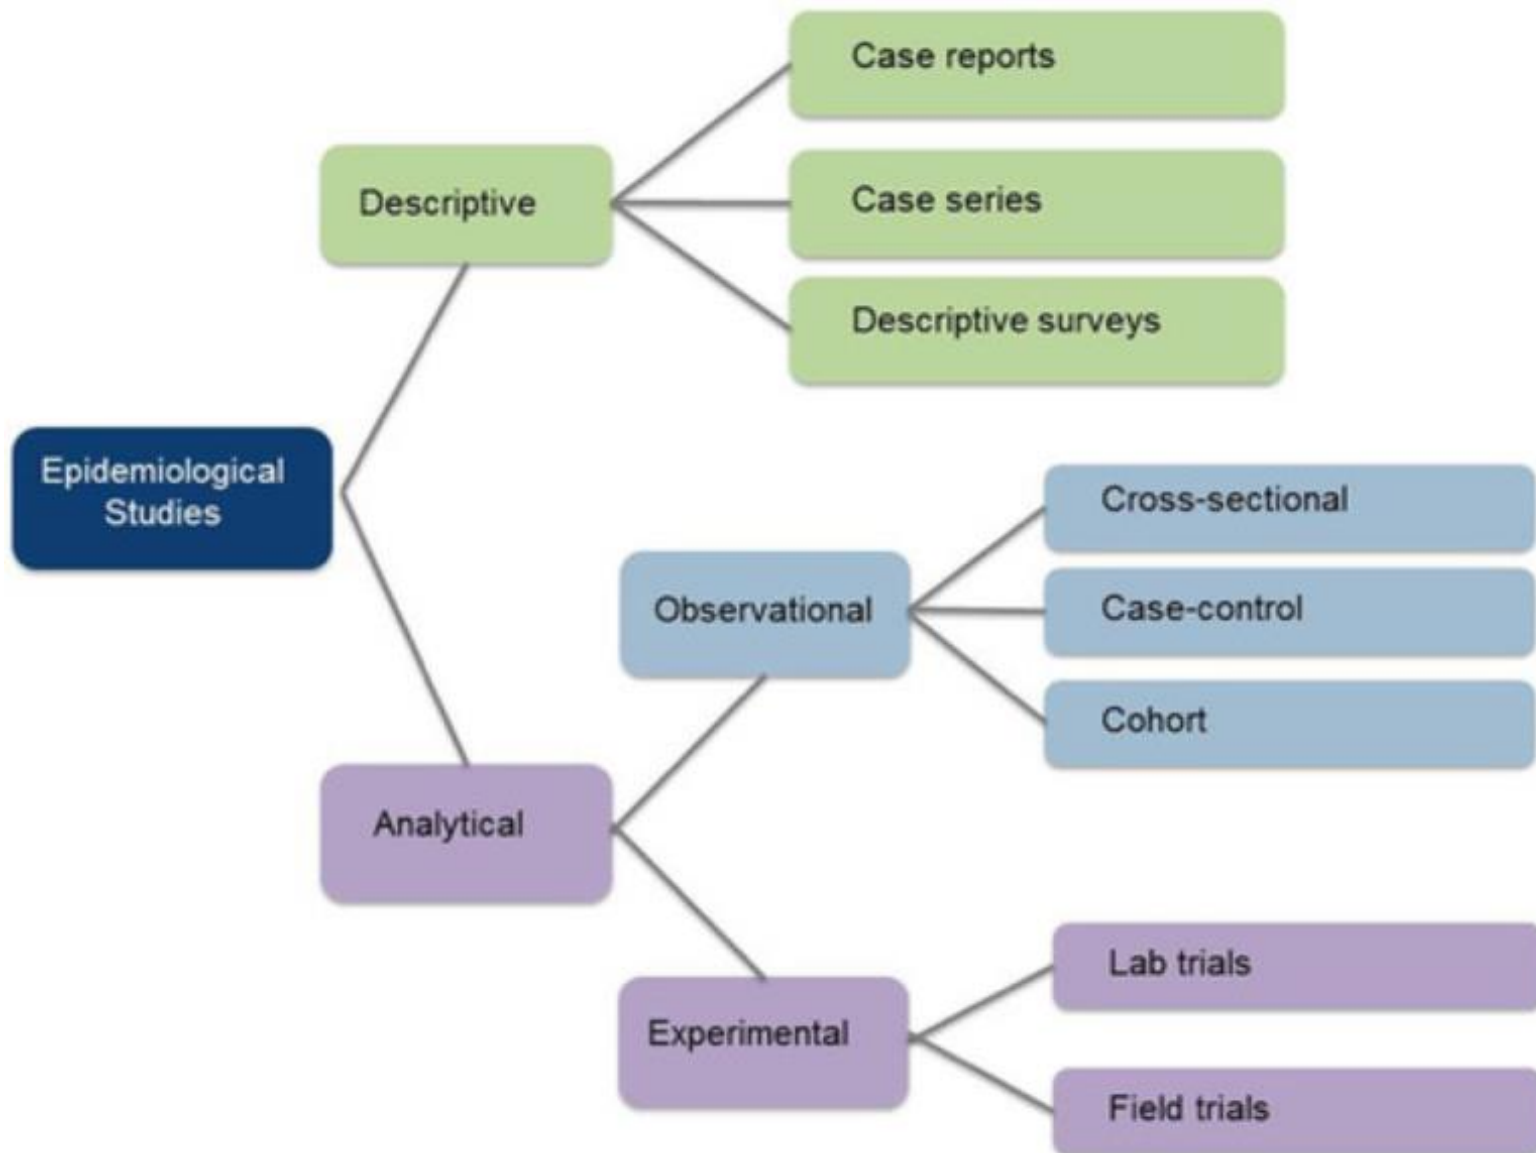 Case reports
Descriptive
Case series
Descriptive surveys
Epidemiological
Studies
Cross-sectional
Observational
Case-control
Cohort
Analytical
Lab trials
Experimental
Field trials